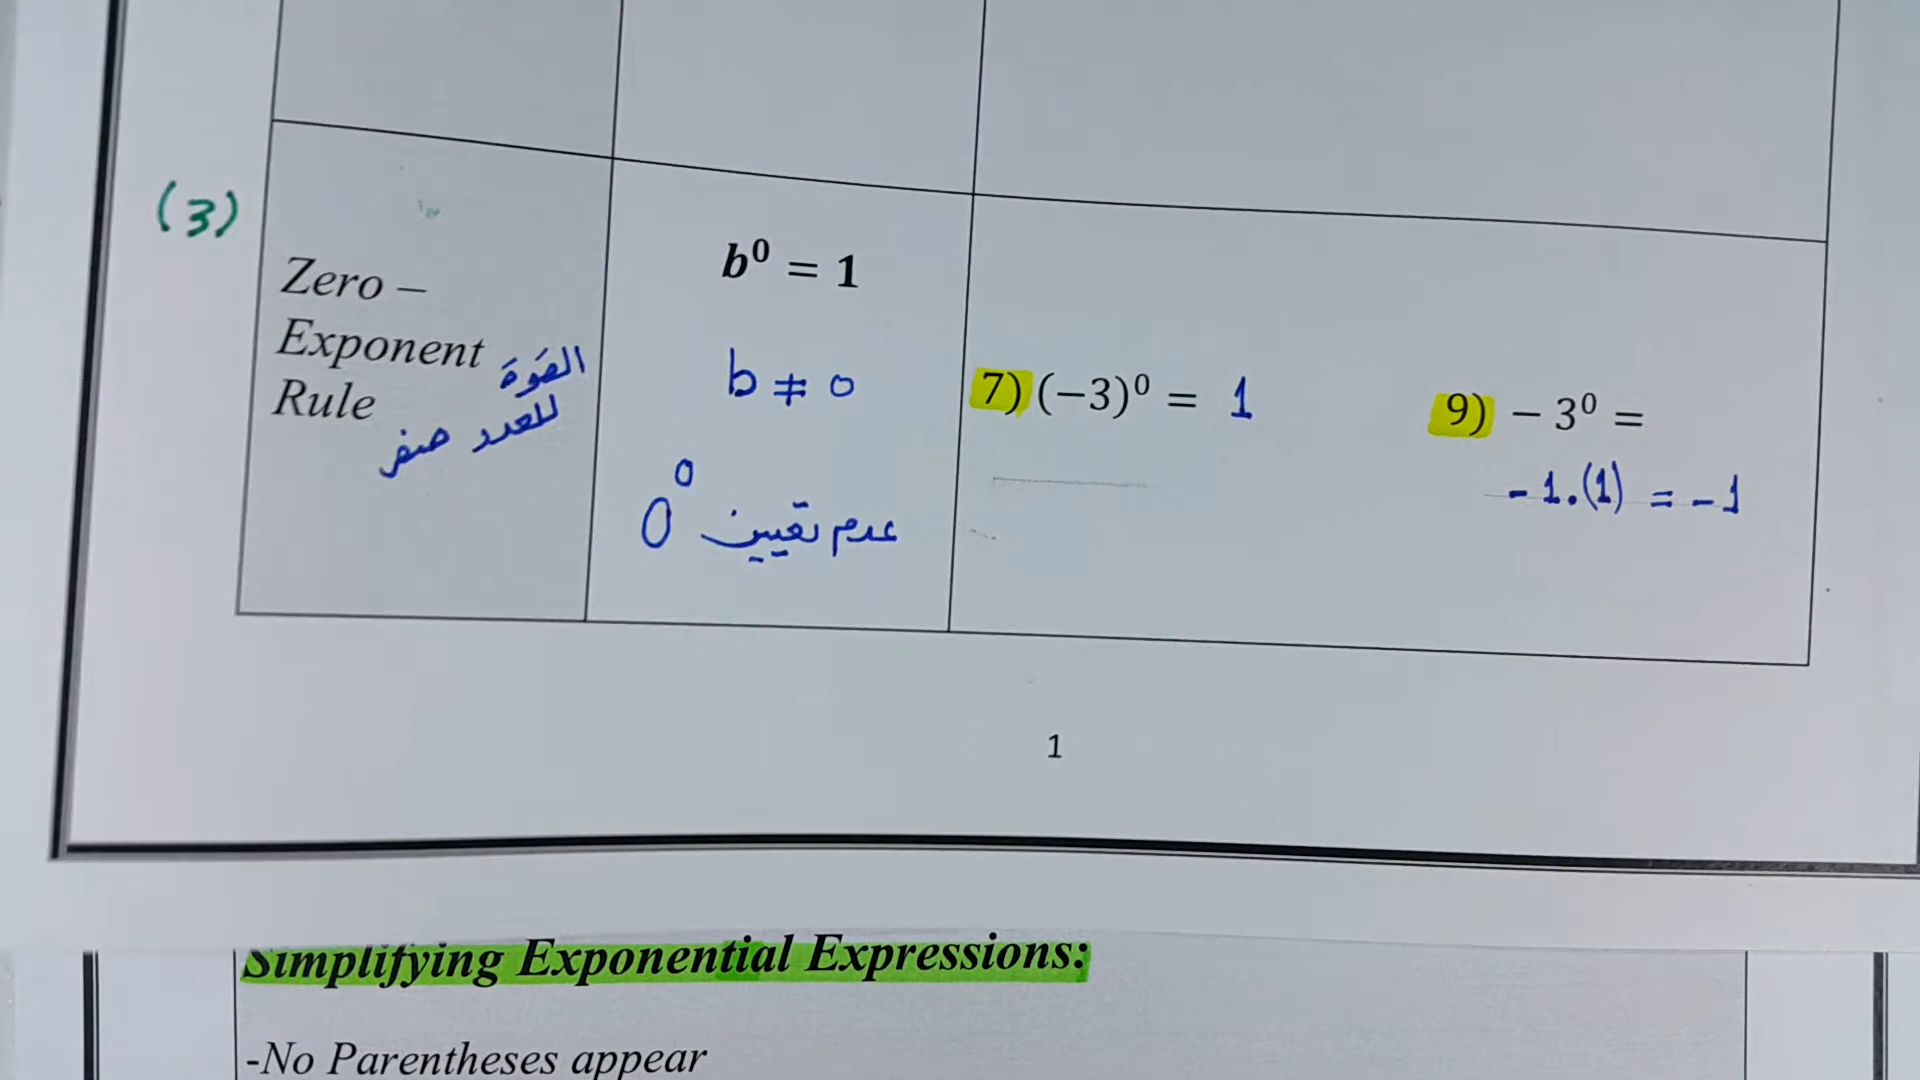 (3)
Zero –
Exponent
Rule
القوة
للعدد صفر
b⁰ = 1
b ≠ 0
0⁰ عدم تعيين
7) (−3)⁰ = 1
9) − 3⁰ =
-1.(1) = -1
1
Simplifying Exponential Expressions:
-No Parentheses appear